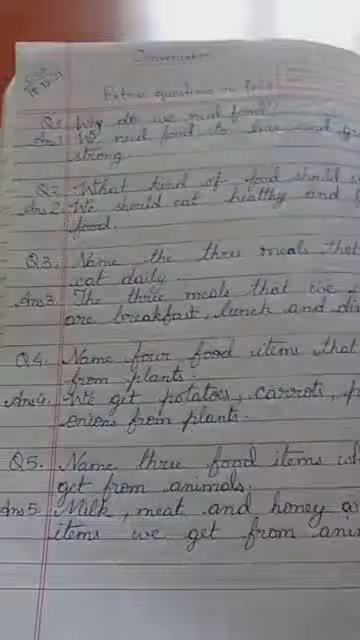 Conversation
Extra questions on Food
Q1. Why do we need food?
Ans1. We need food to live and
strong.
Q2. What kind of food should
Ans2. We should eat healthy and
food.
Q3. Name the three meals that
eat daily.
Ans3. The three meals that we
are breakfast, lunch and
Q4. Name four food items that
from plants.
Ans4. We get potatoes, carrots,
onions from plants.
Q5. Name three food items
get from animals.
Ans5. Milk, meat and honey
items we get from